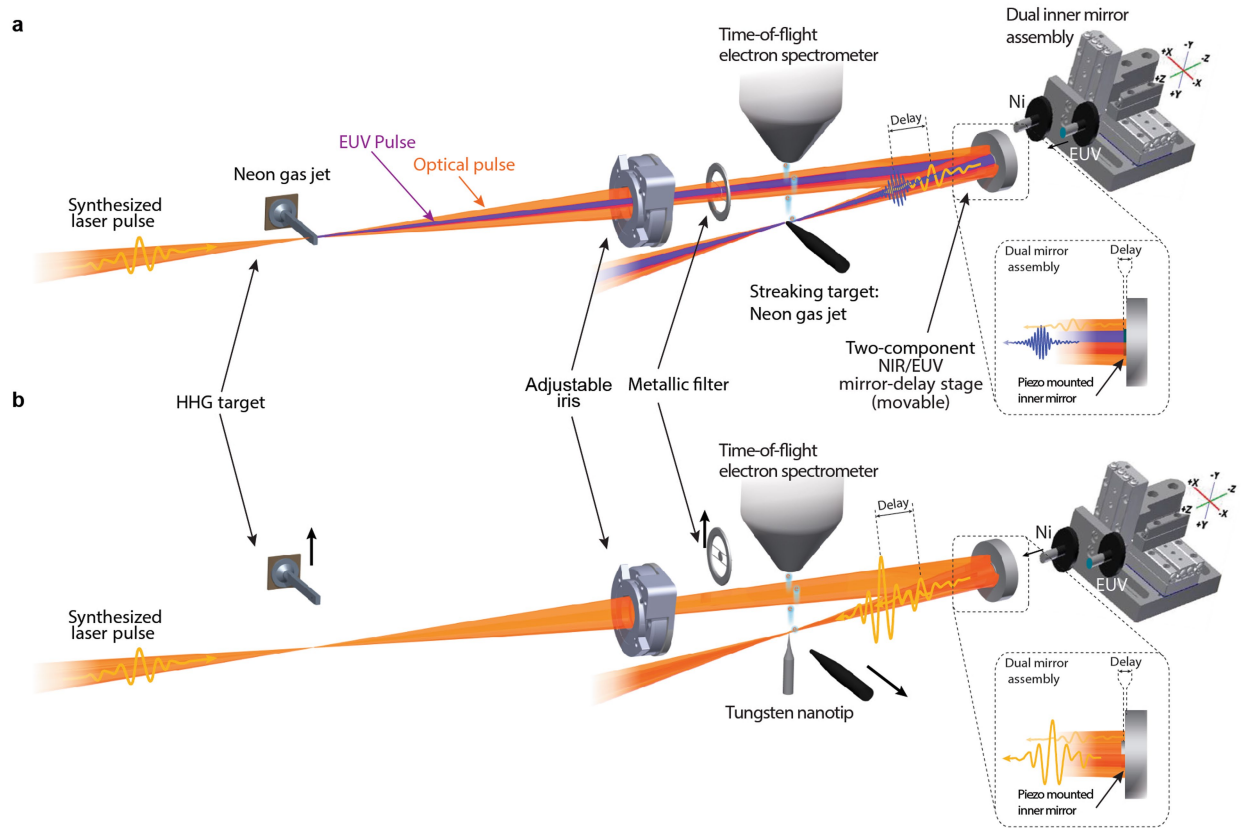 a
Time-of-flight
electron spectrometer
Dual inner mirror
assembly
+X
-Y
-Z
+Z
+Y
-X
Ni
EUV
Delay
EUV Pulse
Optical pulse
Neon gas jet
Synthesized
laser pulse
Streaking target:
Neon gas jet
Dual mirror
assembly
Delay
Piezo mounted
inner mirror
Two-component
NIR/EUV
mirror-delay stage
(movable)
HHG target
Adjustable
iris
Metallic filter
b
Time-of-flight
electron spectrometer
Delay
+X
-Y
-Z
+Z
+Y
-X
Ni
EUV
Synthesized
laser pulse
Tungsten nanotip
Dual mirror
assembly
Delay
Piezo mounted
inner mirror